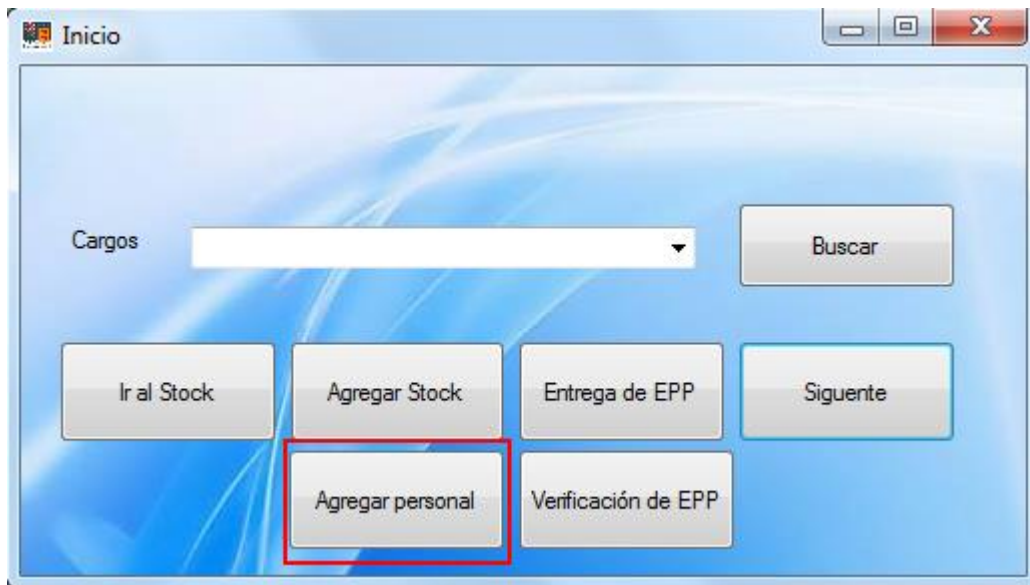 Inicio
Cargos
Buscar
Ir al Stock
Agregar Stock
Entrega de EPP
Siguente
Agregar personal
Verificación de EPP